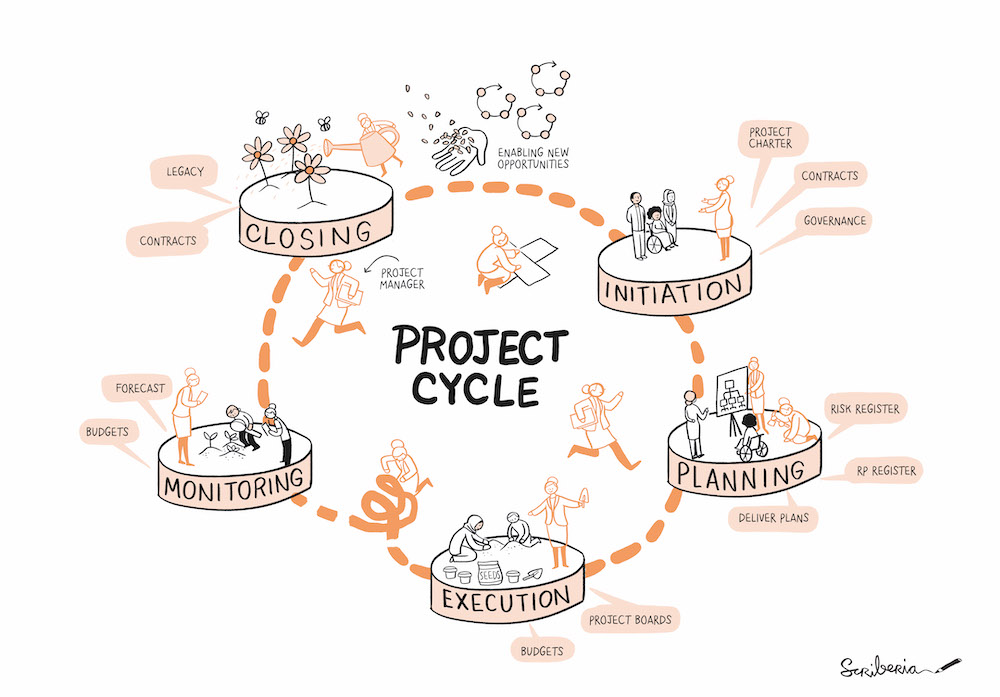 ENABLING NEW
OPPORTUNITIES
PROJECT
CHARTER
CONTRACTS
GOVERNANCE
LEGACY
CONTRACTS
CLOSING
INITIATION
PROJECT
MANAGER
PROJECT
CYCLE
FORECAST
BUDGETS
MONITORING
RISK REGISTER
RP REGISTER
PLANNING
DELIVER PLANS
SEEDS
EXECUTION
PROJECT BOARDS
BUDGETS
Scriberia